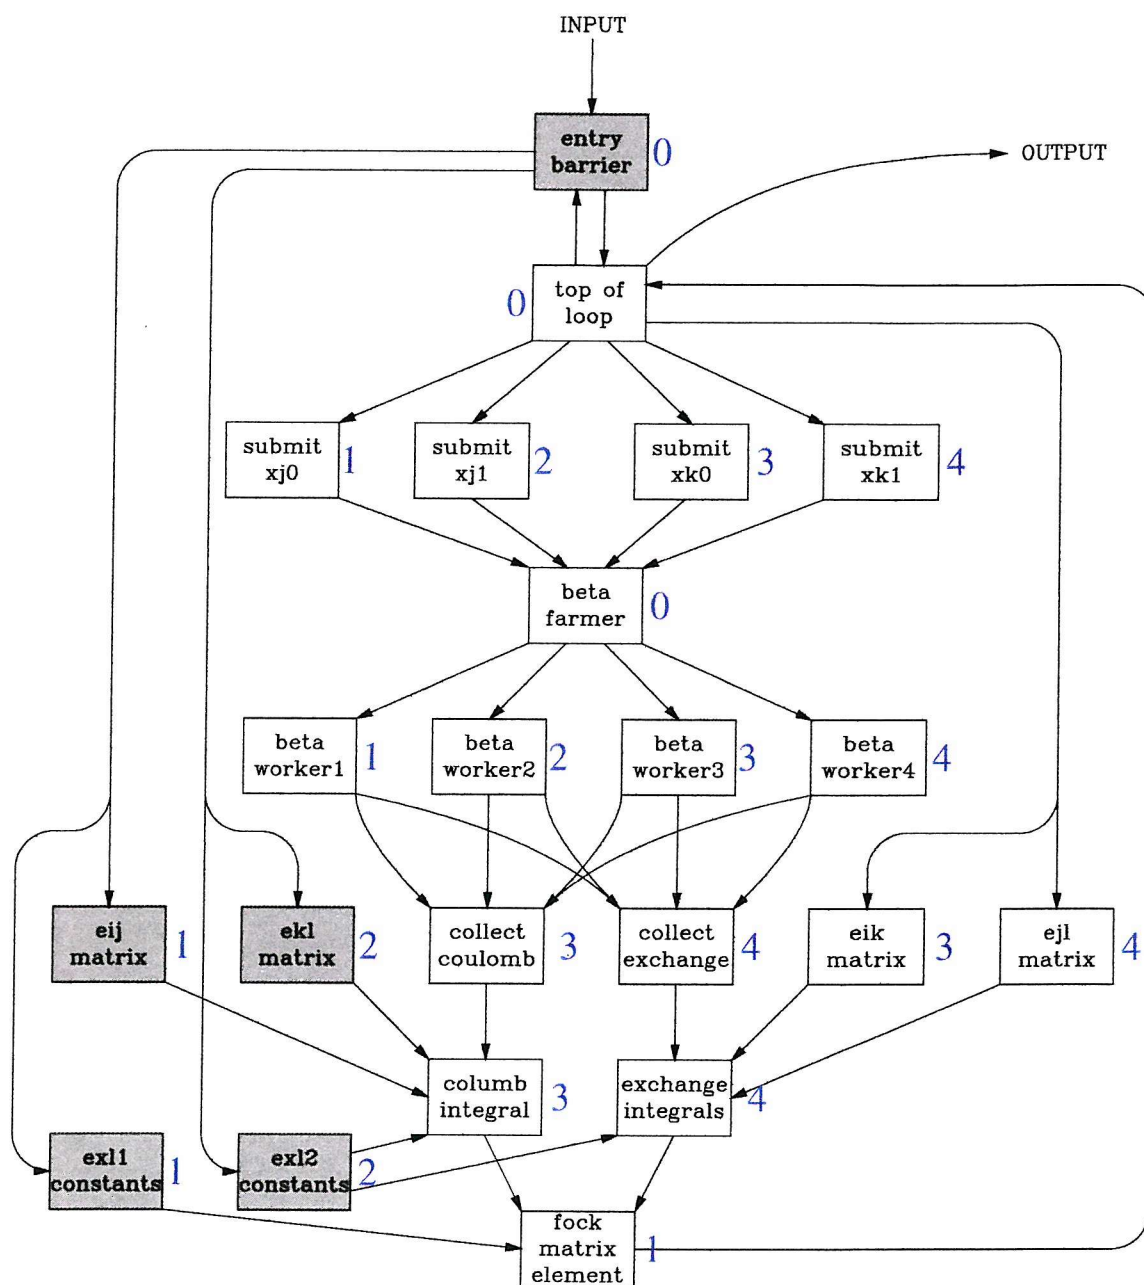 INPUT
entry
barrier
0
OUTPUT
top of
loop
0
submit
xj0
1
submit
xj1
2
submit
xk0
3
submit
xk1
4
beta
farmer
0
beta
worker1
1
beta
worker2
2
beta
worker3
3
beta
worker4
4
eij
matrix
1
ekl
matrix
2
collect
coulomb
3
collect
exchange
4
eik
matrix
3
ejl
matrix
4
columb
integral
3
exchange
integrals
4
exl1
constants
1
exl2
constants
2
fock
matrix
element
1